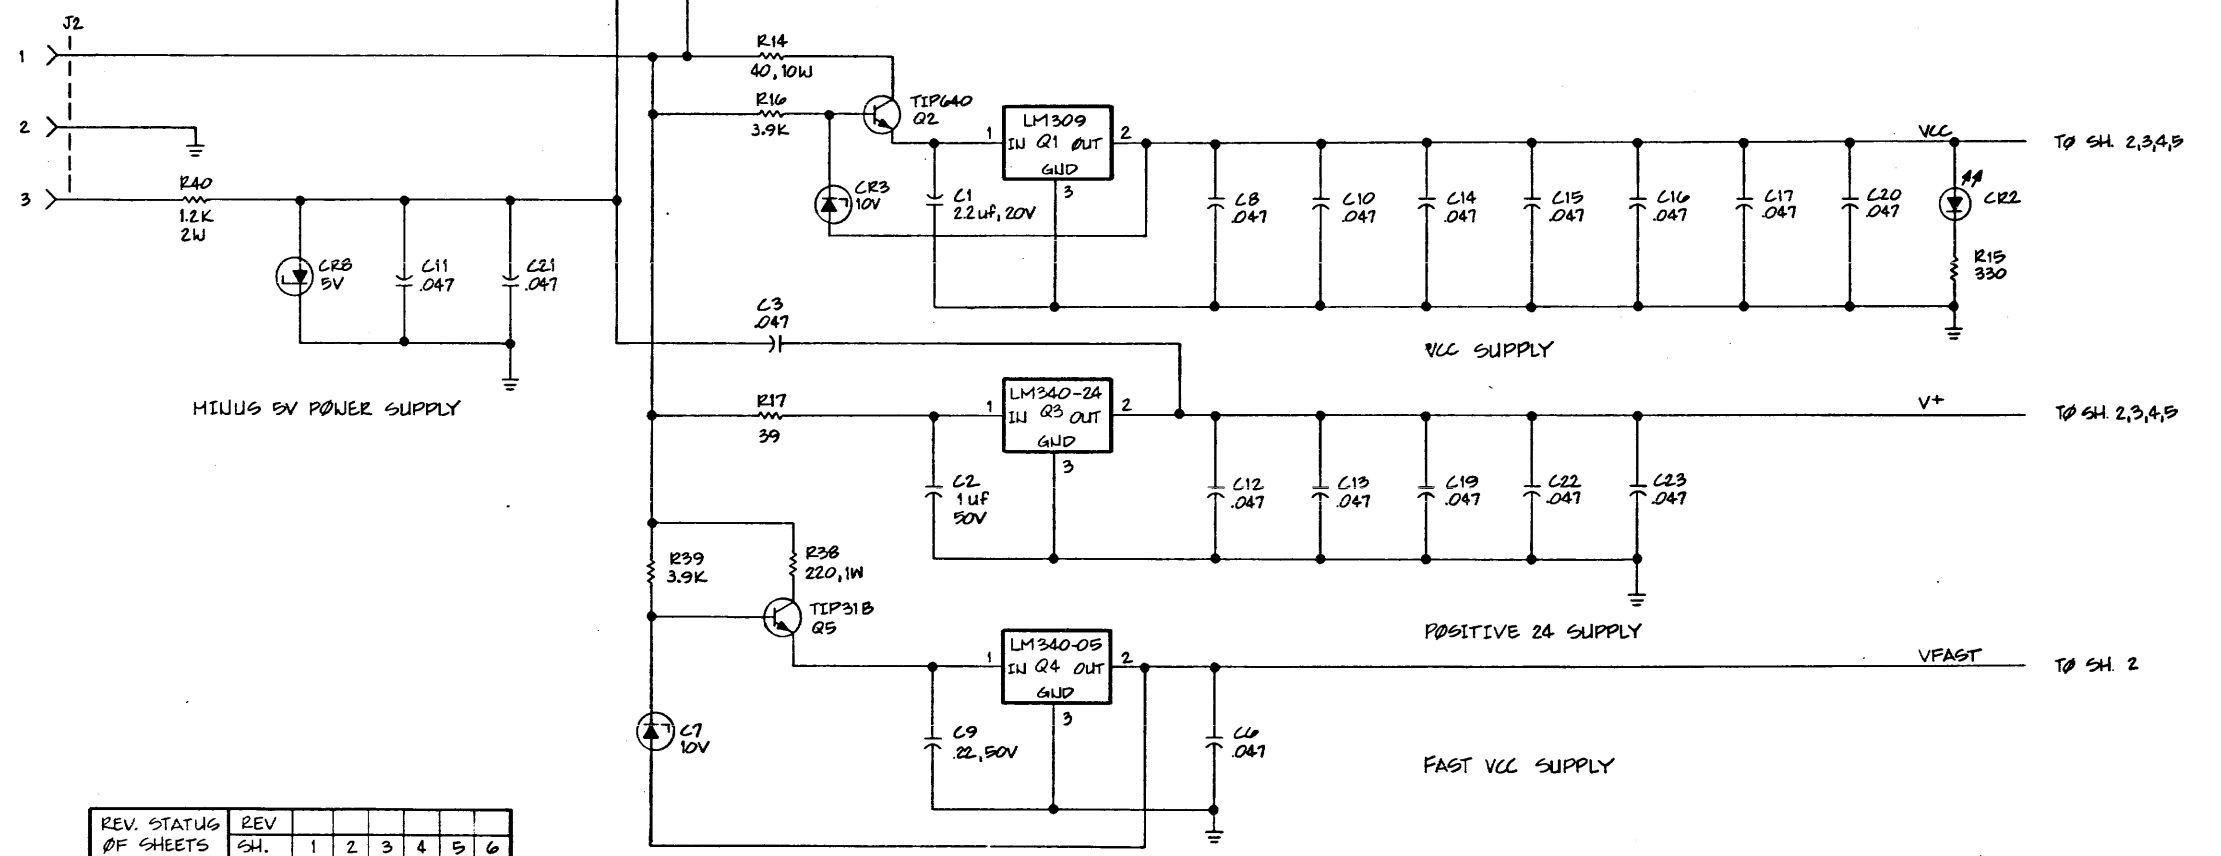 J2
1
2
3
R40
1.2K
2W
CR8
5V
C11
.047
C21
.047
MINUS 5V PØWER SUPPLY
R14
40,10W
R16
3.9K
TIP640
Q2
CR3
10V
C1
2.2uf, 20V
LM309
1
IN Q1 ØUT
2
GND
3
C8
.047
C10
.047
C14
.047
C15
.047
C16
.047
C17
.047
C20
.047
VCC
TØ SH. 2,3,4,5
CR2
R15
330
VCC SUPPLY
C3
.047
R17
39
C2
1uf
50V
LM340-24
1
IN Q3 OUT
2
GND
3
C12
.047
C13
.047
C19
.047
C22
.047
C23
.047
V+
TØ SH. 2,3,4,5
PØSITIVE 24 SUPPLY
R39
3.9K
R38
220,1W
TIP31B
Q5
C7
10V
C9
.22,50V
LM340-05
1
IN Q4 OUT
2
GND
3
C6
.047
VFAST
TØ SH. 2
FAST VCC SUPPLY
REV. STATUS REV
ØF SHEETS SH. 1 2 3 4 5 6